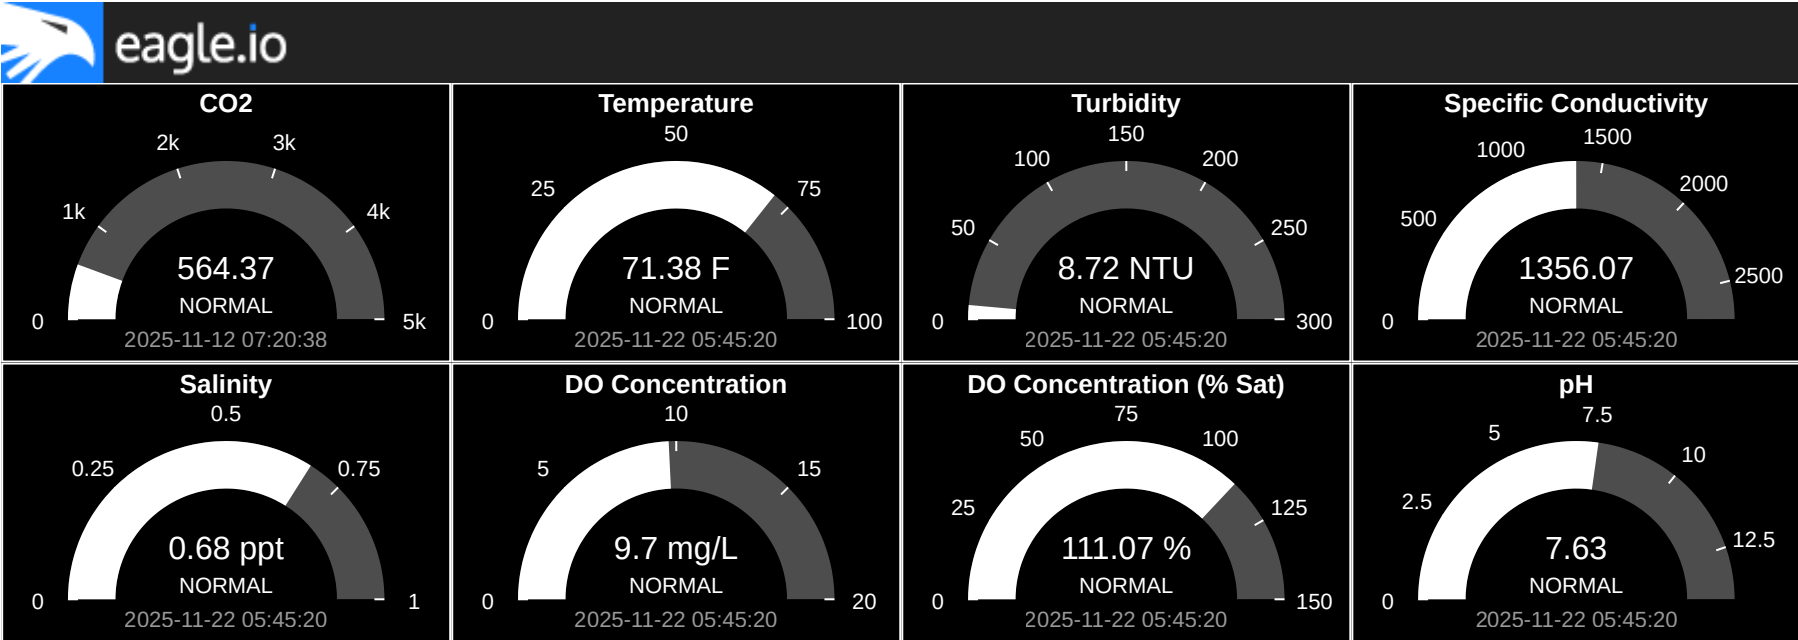 eagle.io
CO2
2k
3k
1k
4k
564.37
NORMAL
0
5k
2025-11-12 07:20:38
Temperature
50
25
75
71.38 F
NORMAL
0
100
2025-11-22 05:45:20
Turbidity
150
100
200
50
250
8.72 NTU
NORMAL
0
300
2025-11-22 05:45:20
Specific Conductivity
1500
1000
2000
500
2500
1356.07
NORMAL
0
2025-11-22 05:45:20
Salinity
0.5
0.25
0.75
0.68 ppt
NORMAL
0
1
2025-11-22 05:45:20
DO Concentration
10
5
15
9.7 mg/L
NORMAL
0
20
2025-11-22 05:45:20
DO Concentration (% Sat)
75
50
100
25
125
111.07 %
NORMAL
0
150
2025-11-22 05:45:20
pH
7.5
5
10
2.5
12.5
7.63
NORMAL
0
2025-11-22 05:45:20